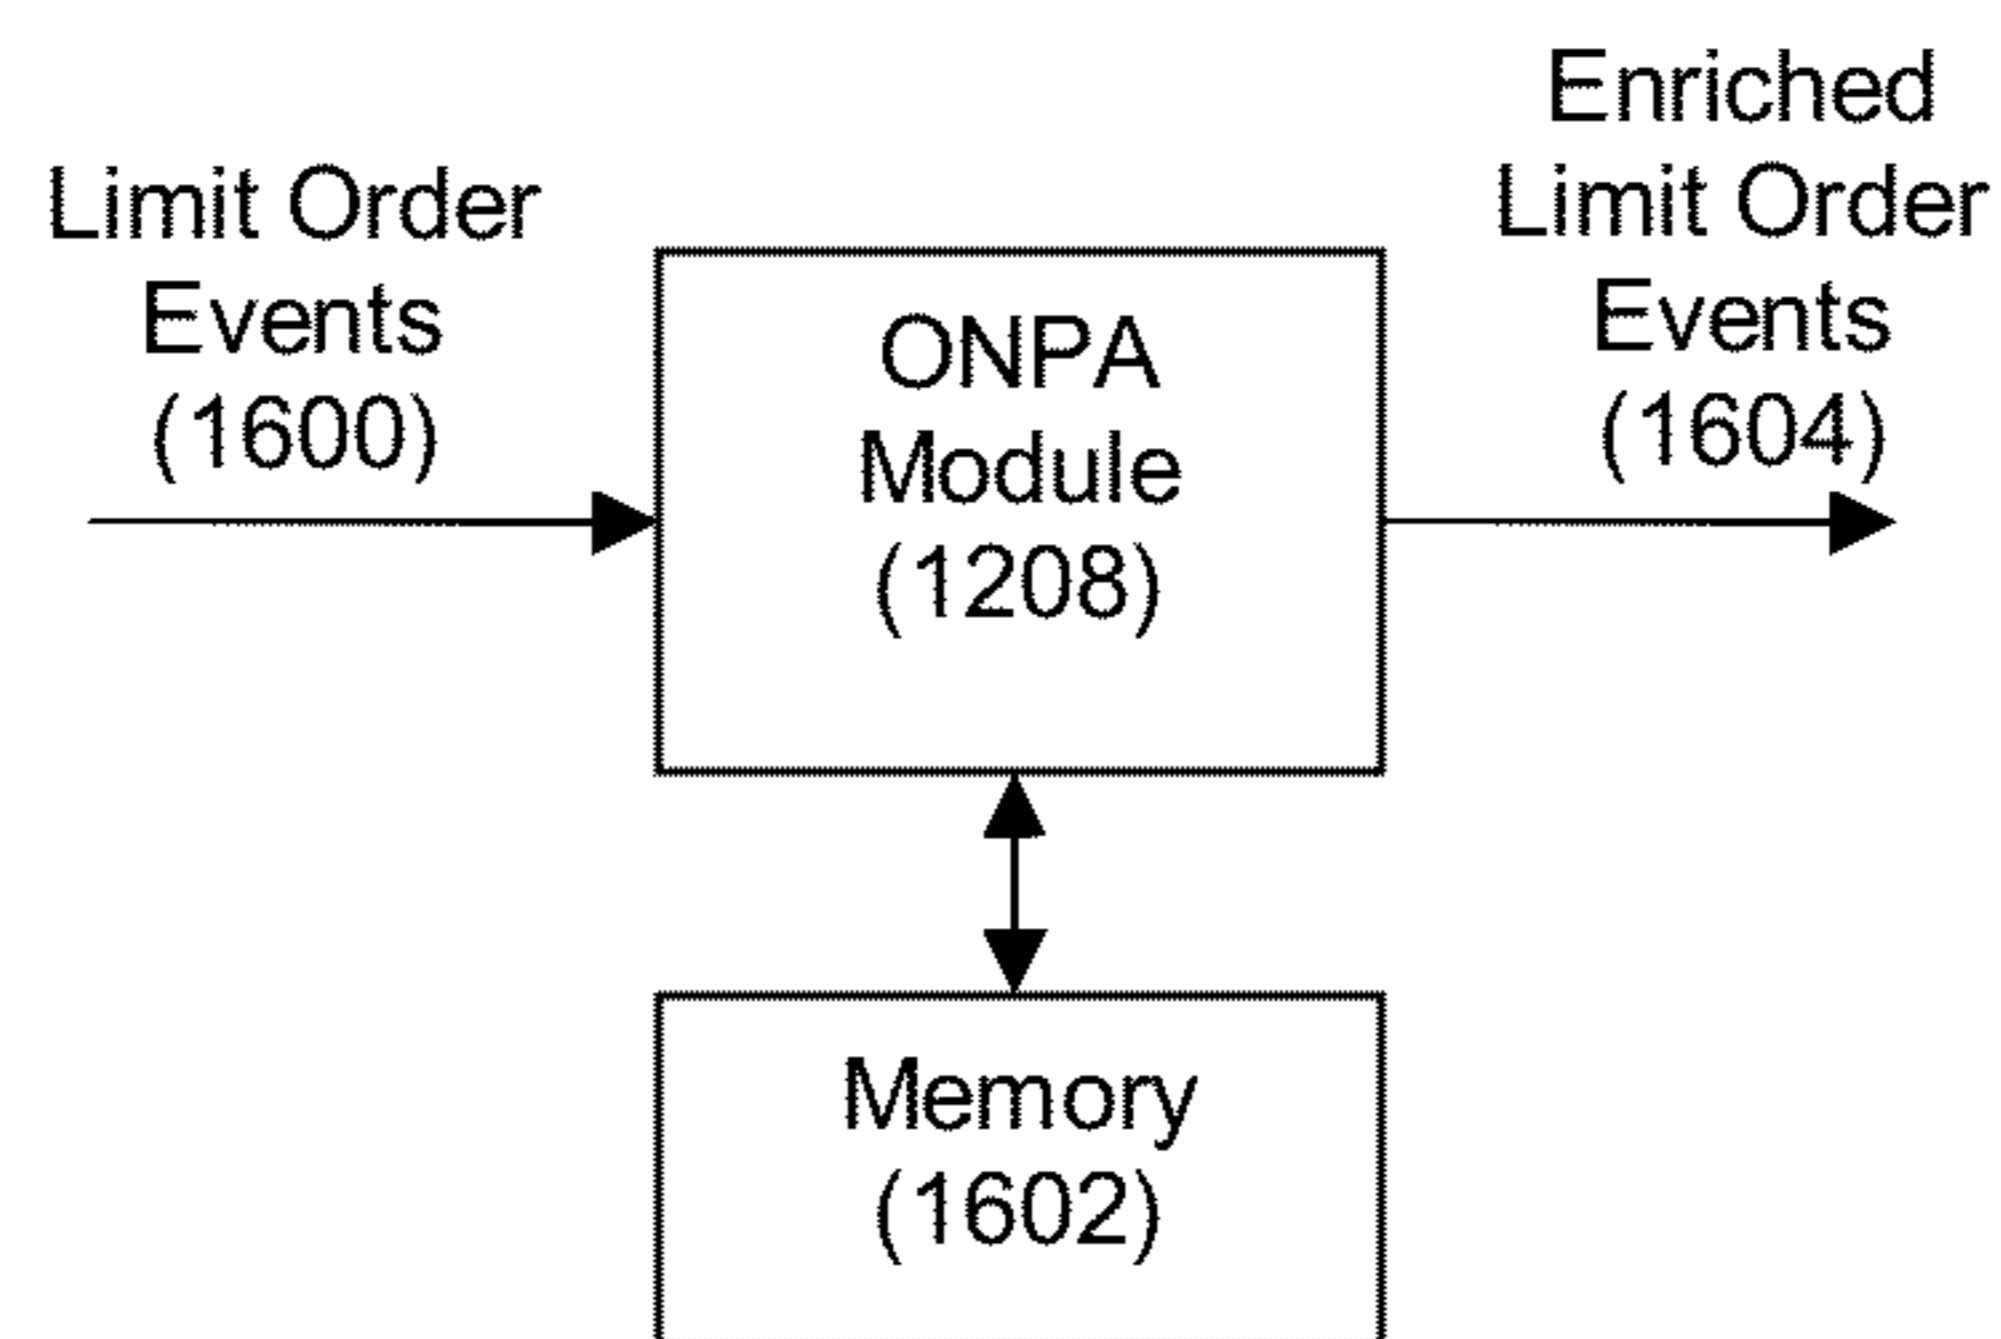 Limit Order
Events
(1600)
ONPA
Module
(1208)
Enriched
Limit Order
Events
(1604)
Memory
(1602)